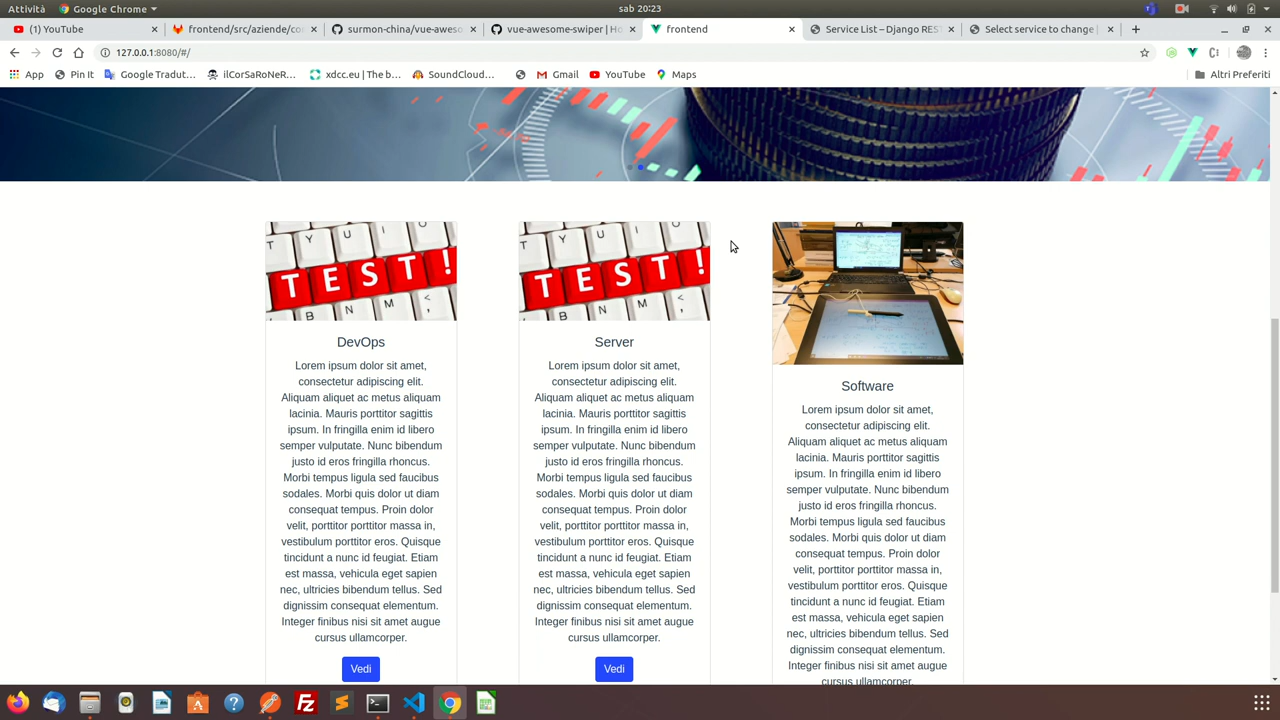 Attività
Google Chrome
sab 20:23
(1) YouTube
frontend/src/aziende/co
surmon-china/vue-aweso
vue-awesome-swiper | Ho
frontend
Service List – Django RES
Select service to change |
127.0.0.1:8080/#/
App
Pin It
Google Tradut...
ilCorSaRoNeR...
xdcc.eu | The b...
SoundCloud...
Gmail
YouTube
Maps
Altri Preferiti
T Y U I O
TEST!
B N M < ,
T Y U I O
TEST!
B N M < ,
DevOps
Lorem ipsum dolor sit amet,
consectetur adipiscing elit.
Aliquam aliquet ac metus aliquam
lacinia. Mauris porttitor sagittis
ipsum. In fringilla enim id libero
semper vulputate. Nunc bibendum
justo id eros fringilla rhoncus.
Morbi tempus ligula sed faucibus
sodales. Morbi quis dolor ut diam
consequat tempus. Proin dolor
velit, porttitor porttitor massa in,
vestibulum porttitor eros. Quisque
tincidunt a nunc id feugiat. Etiam
est massa, vehicula eget sapien
nec, ultricies bibendum tellus. Sed
dignissim consequat elementum.
Integer finibus nisi sit amet augue
cursus ullamcorper.
Vedi
Server
Lorem ipsum dolor sit amet,
consectetur adipiscing elit.
Aliquam aliquet ac metus aliquam
lacinia. Mauris porttitor sagittis
ipsum. In fringilla enim id libero
semper vulputate. Nunc bibendum
justo id eros fringilla rhoncus.
Morbi tempus ligula sed faucibus
sodales. Morbi quis dolor ut diam
consequat tempus. Proin dolor
velit, porttitor porttitor massa in,
vestibulum porttitor eros. Quisque
tincidunt a nunc id feugiat. Etiam
est massa, vehicula eget sapien
nec, ultricies bibendum tellus. Sed
dignissim consequat elementum.
Integer finibus nisi sit amet augue
cursus ullamcorper.
Vedi
Software
Lorem ipsum dolor sit amet,
consectetur adipiscing elit.
Aliquam aliquet ac metus aliquam
lacinia. Mauris porttitor sagittis
ipsum. In fringilla enim id libero
semper vulputate. Nunc bibendum
justo id eros fringilla rhoncus.
Morbi tempus ligula sed faucibus
sodales. Morbi quis dolor ut diam
consequat tempus. Proin dolor
velit, porttitor porttitor massa in,
vestibulum porttitor eros. Quisque
tincidunt a nunc id feugiat. Etiam
est massa, vehicula eget sapien
nec, ultricies bibendum tellus. Sed
dignissim consequat elementum.
Integer finibus nisi sit amet augue
cursus ullamcorper.